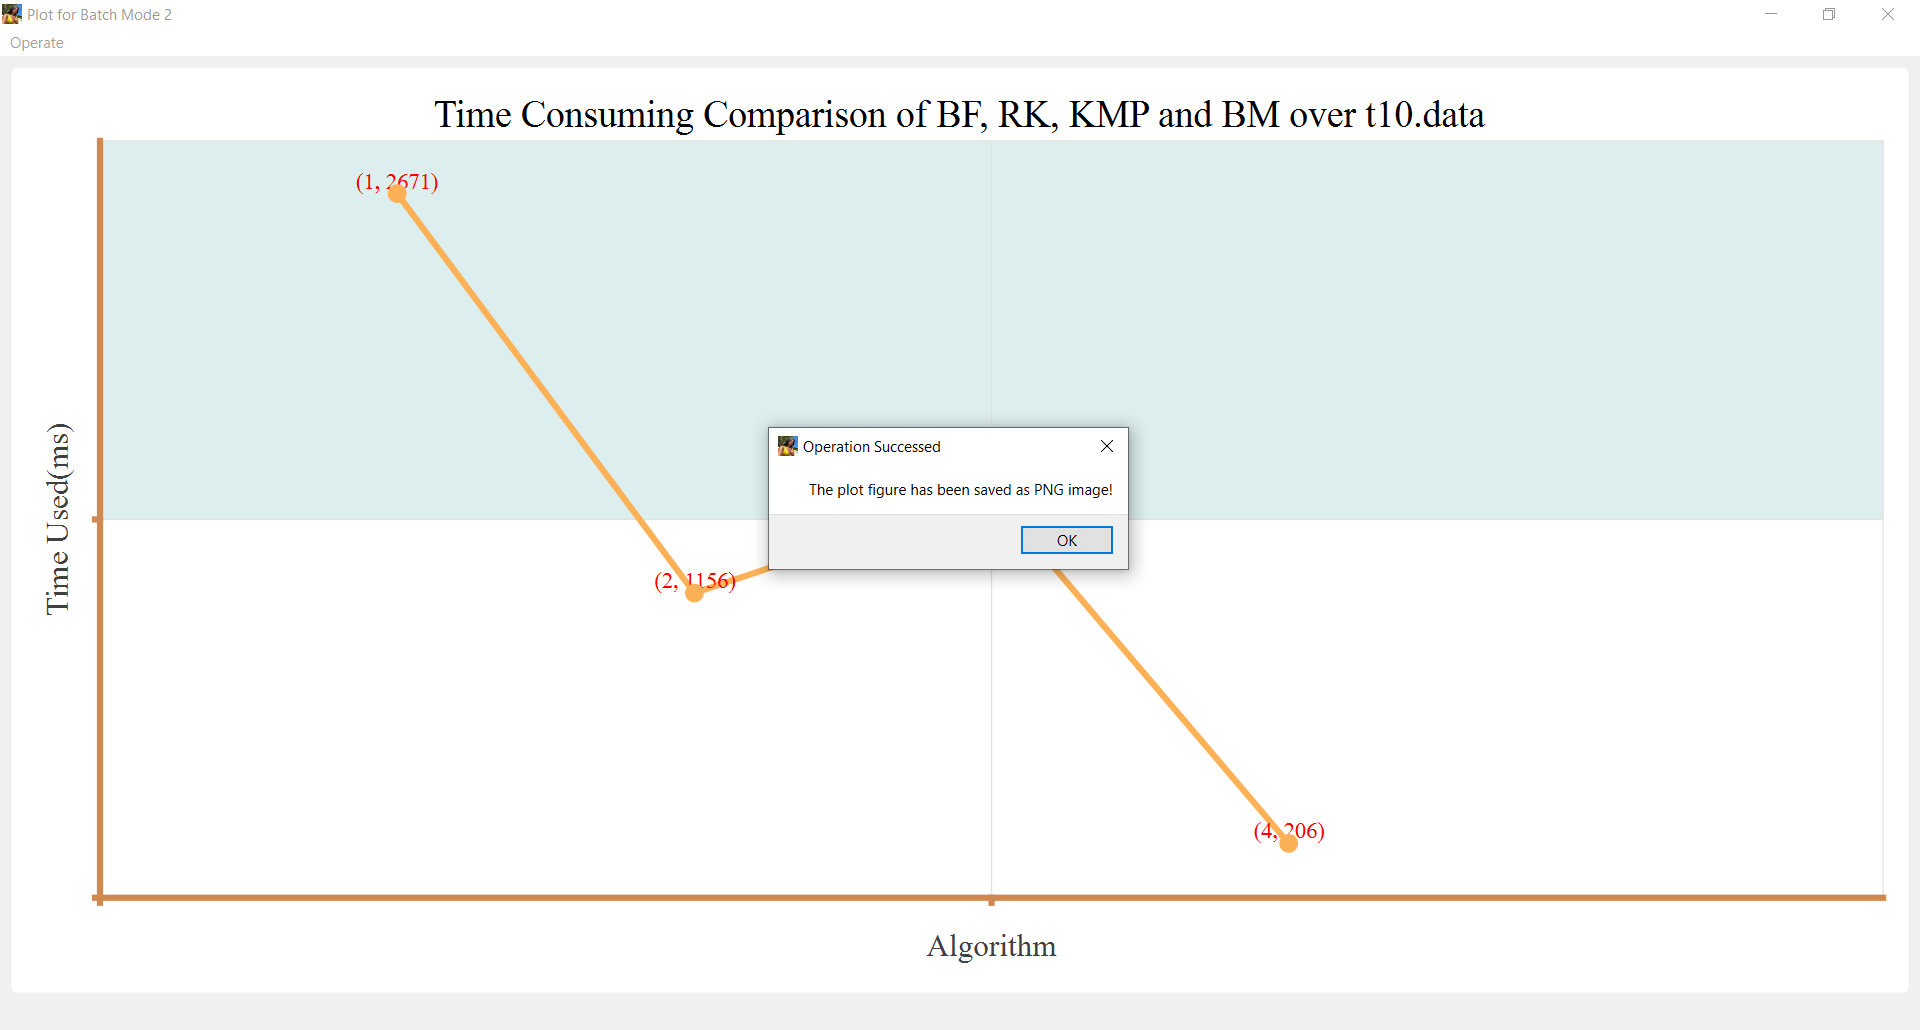 Plot for Batch Mode 2
Operate
Time Consuming Comparison of BF, RK, KMP and BM over t10.data
(1, 2671)
Operation Successed
The plot figure has been saved as PNG image!
OK
Time Used(ms)
(2, 1156)
(4, 206)
Algorithm